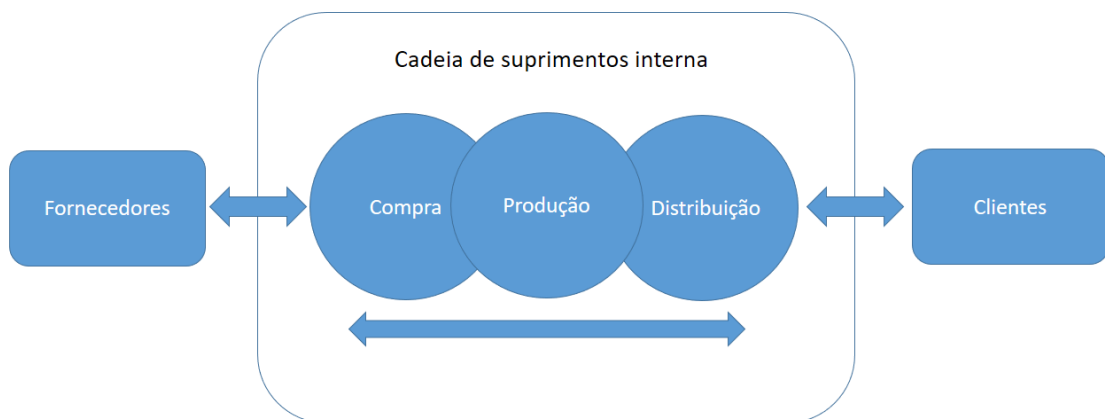 Cadeia de suprimentos interna
Fornecedores
Compra
Produção
Distribuição
Clientes